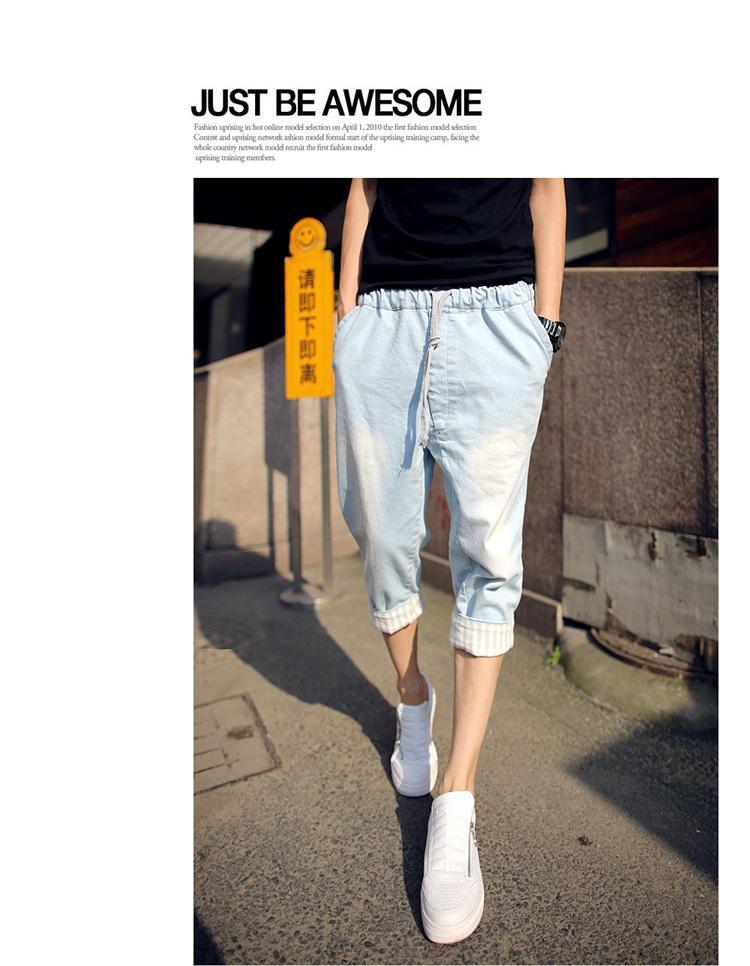 JUST BE AWESOME
Fashion uprising in hot online model selection on April 1, 2010 the first fashion model selection
Contest and uprising network ashion model formal start of the uprising training camp, facing the
whole country network model recruit the first fashion model
uprising training members.
请即下即离